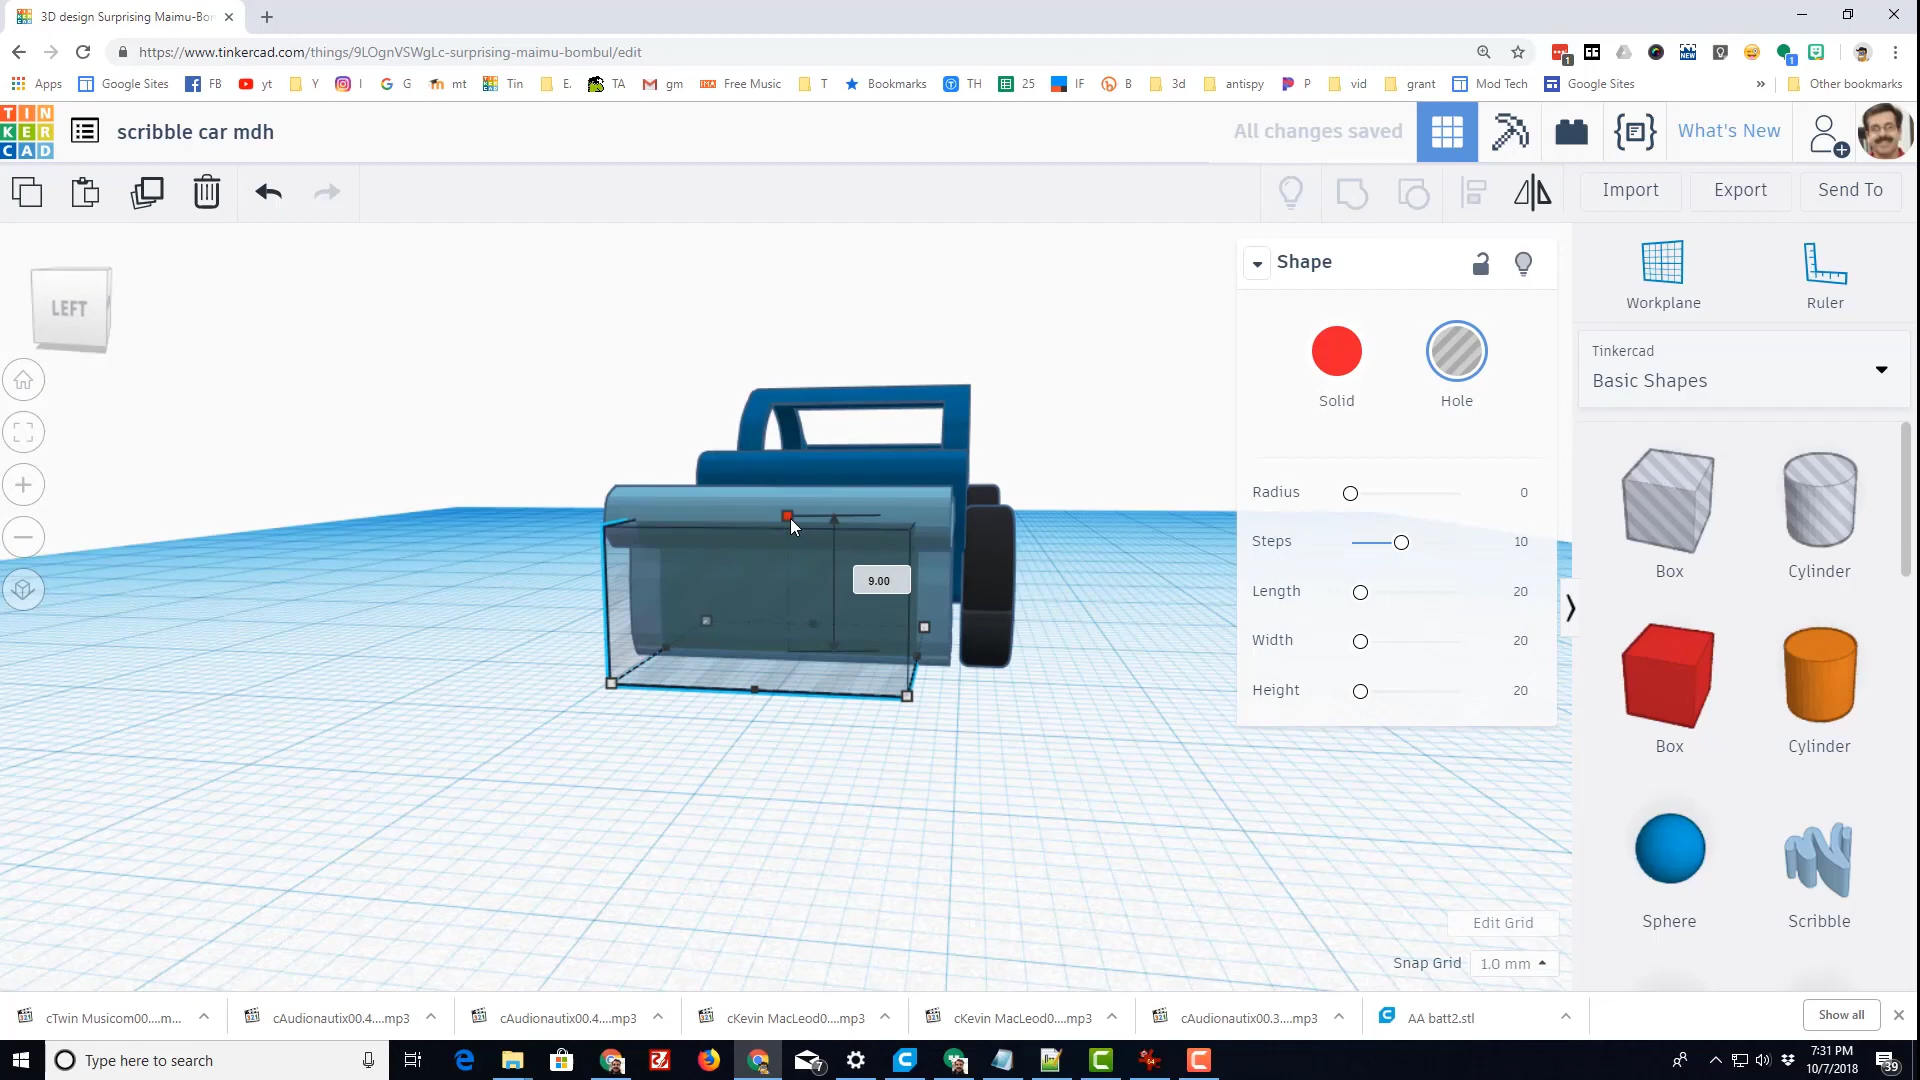 3D design Surprising Maimu-Bon
https://www.tinkercad.com/things/9LOgnVSWgLc-surprising-maimu-bombul/edit
Apps Google Sites FB yt Y I G mt Tin E. TA gm Free Music T Bookmarks TH 25 IF B 3d antispy P vid grant Mod Tech Google Sites » Other bookmarks
TIN
KER
CAD
scribble car mdh
All changes saved
What's New
Import
Export
Send To
LEFT
Shape
Solid
Hole
Radius 0
Steps 10
Length 20
Width 20
Height 20
9.00
Workplane
Ruler
Tinkercad
Basic Shapes
Box
Cylinder
Box
Cylinder
Sphere
Scribble
Edit Grid
Snap Grid 1.0 mm
cTwin Musicom00....m...
cAudionautix00.4....mp3
cAudionautix00.4....mp3
cKevin MacLeod0....mp3
cKevin MacLeod0....mp3
cAudionautix00.3....mp3
AA batt2.stl
Show all
Type here to search
7:31 PM
10/7/2018
39